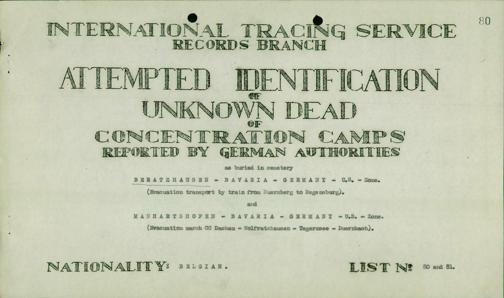 80
INTERNATIONAL TRACING SERVICE
RECORDS BRANCH
ATTEMPTED IDENTIFICATION
OF
UNKNOWN DEAD
OF
CONCENTRATION CAMPS
REPORTED BY GERMAN AUTHORITIES
as buried in cemetery
BERATZHAUSEN - BAVARIA - GERMANY - U.S. - Zone.
(Evacuation transport by train from Nuernberg to Regensburg).
and
MANHARTSHOFEN - BAVARIA - GERMANY - U.S. - Zone.
(Evacuation march CC Dachau - Wolfratshausen - Tegernsee - Duernbach).
NATIONALITY: BELGIAN. LIST Nº 80 and 81.